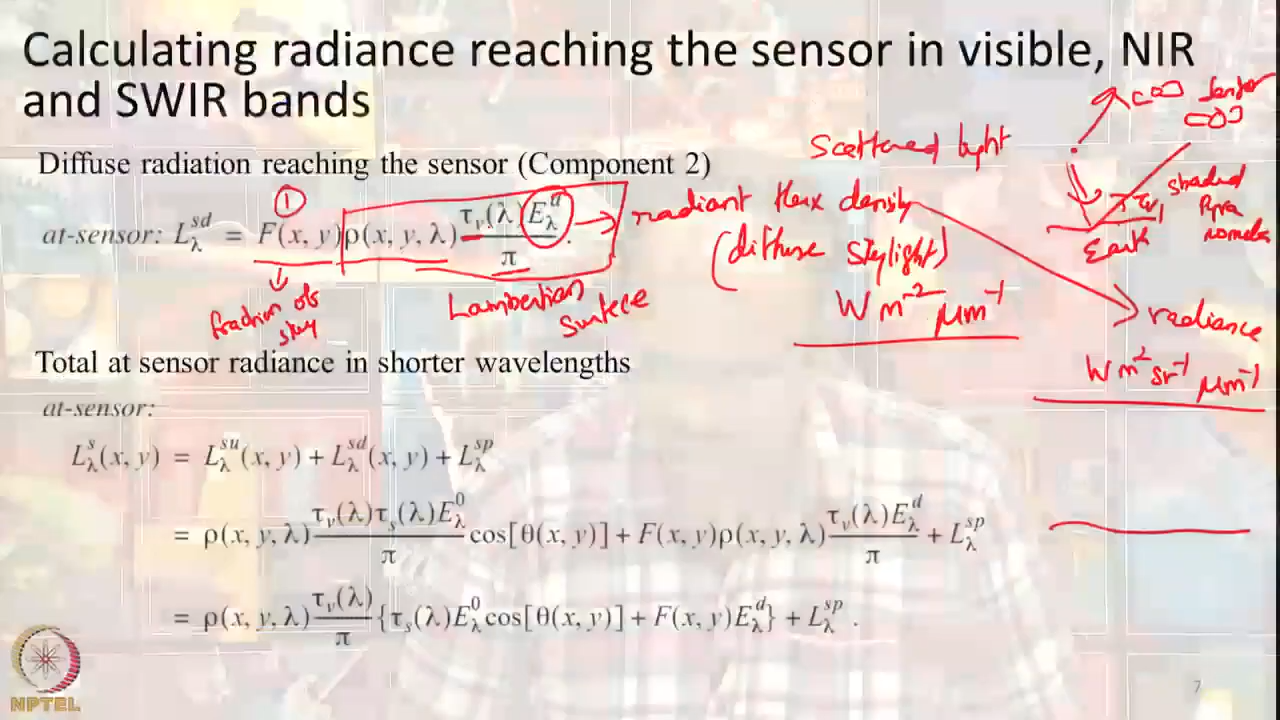 Calculating radiance reaching the sensor in visible, NIR
and SWIR bands
Sensor
Scattered light
Diffuse radiation reaching the sensor (Component 2)
①
at-sensor: L_λ^{sd} = F(x, y)ρ(x, y, λ) τ_v(λ)E_λ^d / π .
radiant flux density
(diffuse skylight)
W m^{-2} μm^{-1}
shaded
Pyra
nometer
Earth
fraction of
sky
Lambertian
Surface
radiance
W m^{2} sr^{-1} μm^{-1}
Total at sensor radiance in shorter wavelengths
at-sensor:
L_λ^s(x, y) = L_λ^{su}(x, y) + L_λ^{sd}(x, y) + L_λ^{sp}
= ρ(x, y, λ) τ_v(λ)τ_s(λ)E_λ^0 / π cos[θ(x, y)] + F(x, y)ρ(x, y, λ) τ_v(λ)E_λ^d / π + L_λ^{sp}
= ρ(x, y, λ) τ_v(λ) / π {τ_s(λ)E_λ^0 cos[θ(x, y)] + F(x, y)E_λ^d} + L_λ^{sp} .
NPTEL
7